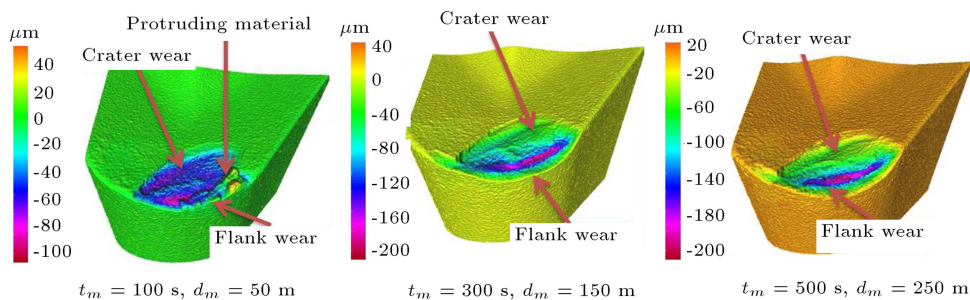 Protruding material
μm
Crater wear
40
20
0
-20
-40
-60
-80
-100
Flank wear
t_m = 100 s, d_m = 50 m
μm
Crater wear
40
0
-40
-80
-120
-160
-200
Flank wear
t_m = 300 s, d_m = 150 m
μm
Crater wear
20
-20
-60
-100
-140
-180
-210
Flank wear
t_m = 500 s, d_m = 250 m